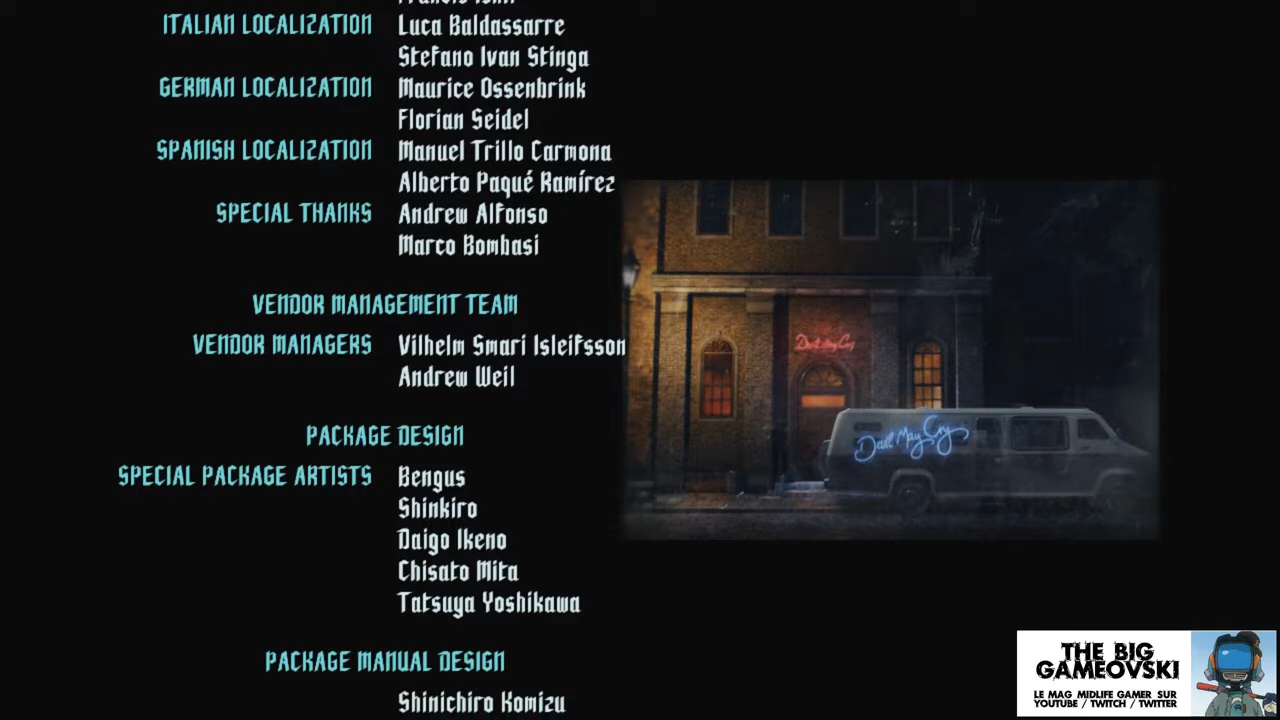 ITALIAN LOCALIZATION Luca Baldassarre
Stefano Ivan Stinga
GERMAN LOCALIZATION Maurice Ossenbrink
Florian Seidel
SPANISH LOCALIZATION Manuel Trillo Carmona
Alberto Paqué Ramírez
SPECIAL THANKS Andrew Alfonso
Marco Bombasi
VENDOR MANAGEMENT TEAM
VENDOR MANAGERS Vilhelm Smari Isleifsson
Andrew Weil
PACKAGE DESIGN
SPECIAL PACKAGE ARTISTS Bengus
Shinkiro
Daigo Ikeno
Chisato Mita
Tatsuya Yoshikawa
PACKAGE MANUAL DESIGN
Shinichiro Komizu
Devil May Cry
Devil May Cry
THE BIG
GAMEOVSKI
LE MAG MIDLIFE GAMER SUR
YOUTUBE / TWITCH / TWITTER